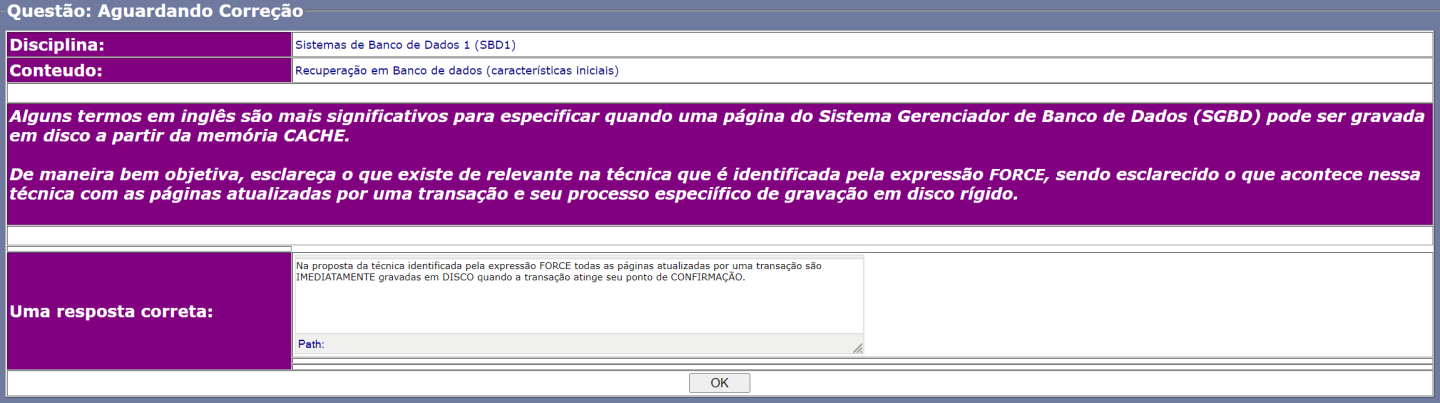 Questão: Aguardando Correção
Disciplina:
Sistemas de Banco de Dados 1 (SBD1)
Conteudo:
Recuperação em Banco de dados (características iniciais)
Alguns termos em inglês são mais significativos para especificar quando uma página do Sistema Gerenciador de Banco de Dados (SGBD) pode ser gravada
em disco a partir da memória CACHE.
De maneira bem objetiva, esclareça o que existe de relevante na técnica que é identificada pela expressão FORCE, sendo esclarecido o que acontece nessa
técnica com as páginas atualizadas por uma transação e seu processo especiífico de gravação em disco rígido.
Uma resposta correta:
Na proposta da técnica identificada pela expressão FORCE todas as páginas atualizadas por uma transação são
IMEDIATAMENTE gravadas em DISCO quando a transação atinge seu ponto de CONFIRMAÇÃO.
Path:
OK